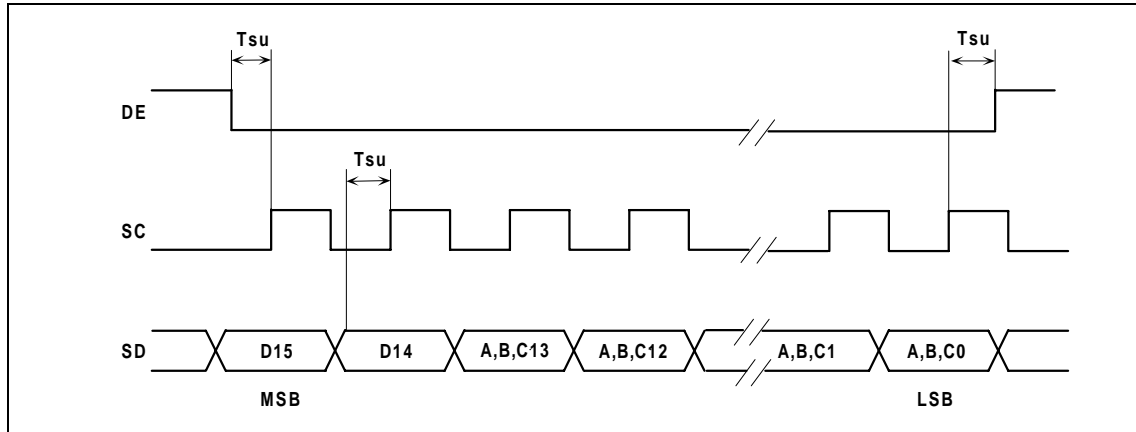 Tsu Tsu
DE
Tsu
SC
SD D15 D14 A,B,C13 A,B,C12 A,B,C1 A,B,C0
MSB LSB